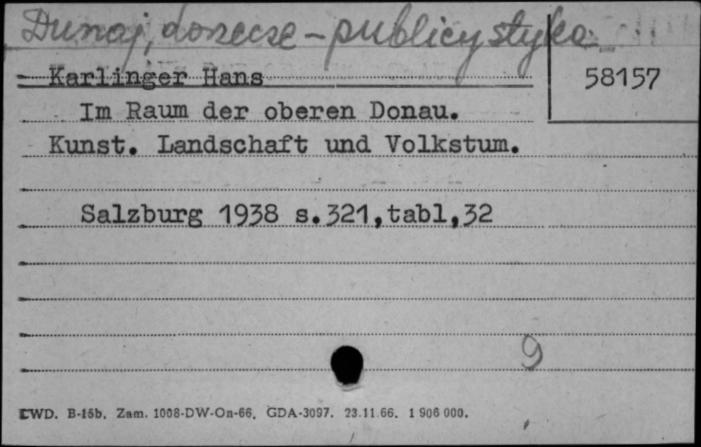 Dunaj, dorzecze - publicystyka
Karlinger Hans
58157
Im Raum der oberen Donau.
Kunst. Landschaft und Volkstum.
Salzburg 1938 s.321,tabl,32
9
LWD. B-15b. Zam. 1008-DW-On-66. GDA-3097. 23.11.66. 1 906 000.